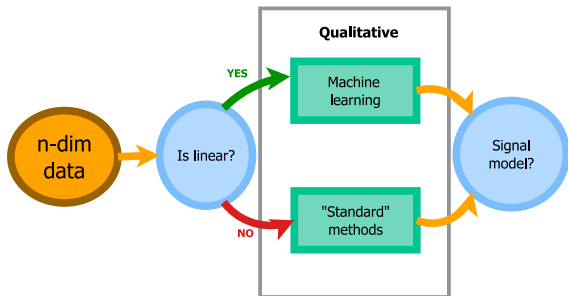 Qualitative
YES
Machine
learning
n-dim
data
Is linear?
Signal
model?
"Standard"
methods
NO